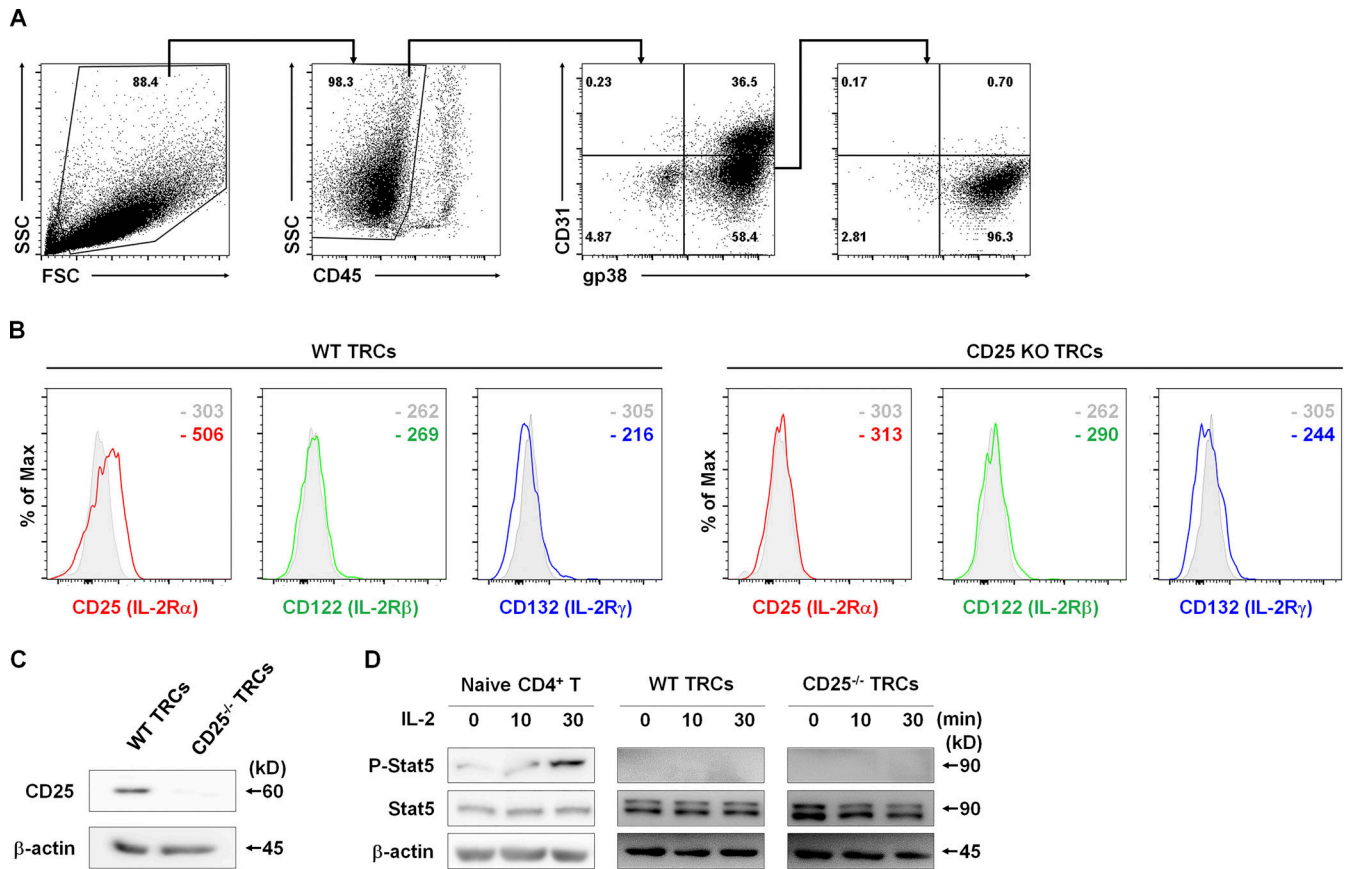 A
SSC
88.4
FSC
SSC
98.3
CD45
CD31
0.23 36.5
4.87 58.4
gp38
0.17 0.70
2.81 96.3
B
WT TRCs
CD25 KO TRCs
% of Max
- 303
- 506
CD25 (IL-2Rα)
- 262
- 269
CD122 (IL-2Rβ)
- 305
- 216
CD132 (IL-2Rγ)
% of Max
- 303
- 313
CD25 (IL-2Rα)
- 262
- 290
CD122 (IL-2Rβ)
- 305
- 244
CD132 (IL-2Rγ)
C
WT TRCs
CD25-/- TRCs
(kD)
CD25 ←60
β-actin ←45
D
Naive CD4+ T WT TRCs CD25-/- TRCs
IL-2 0 10 30 0 10 30 0 10 30 (min)
(kD)
P-Stat5 ←90
Stat5 ←90
β-actin ←45